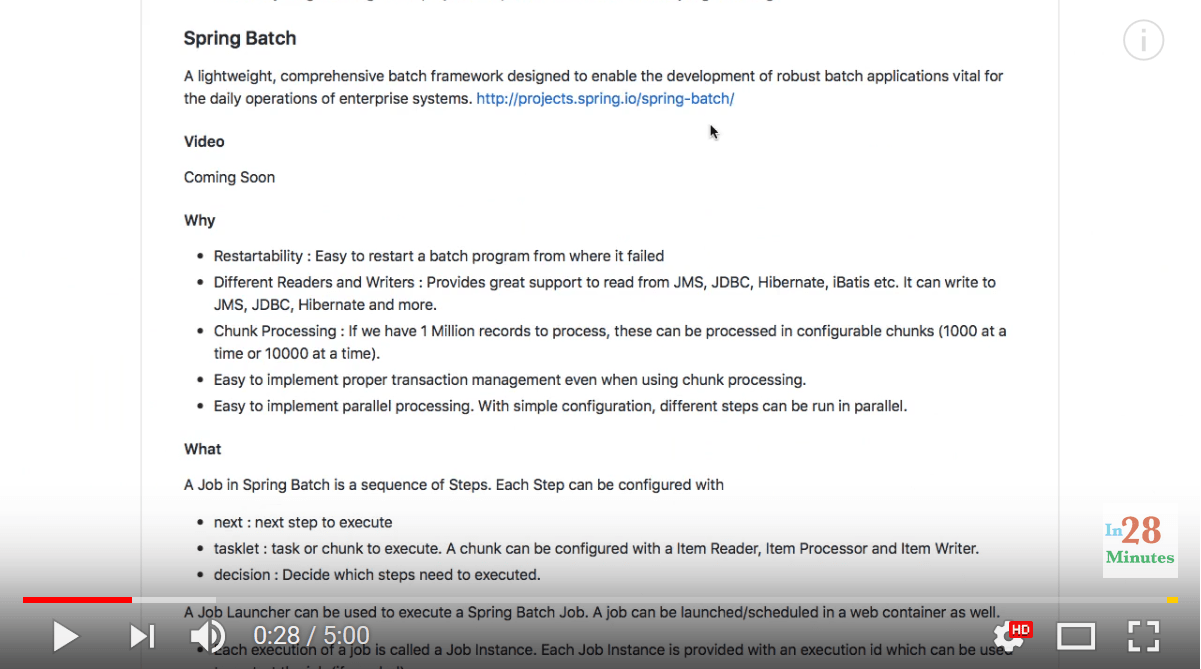 Spring Batch
A lightweight, comprehensive batch framework designed to enable the development of robust batch applications vital for
the daily operations of enterprise systems. http://projects.spring.io/spring-batch/
Video
Coming Soon
Why
• Restartability : Easy to restart a batch program from where it failed
• Different Readers and Writers : Provides great support to read from JMS, JDBC, Hibernate, iBatis etc. It can write to
JMS, JDBC, Hibernate and more.
• Chunk Processing : If we have 1 Million records to process, these can be processed in configurable chunks (1000 at a
time or 10000 at a time).
• Easy to implement proper transaction management even when using chunk processing.
• Easy to implement parallel processing. With simple configuration, different steps can be run in parallel.
What
A Job in Spring Batch is a sequence of Steps. Each Step can be configured with
• next : next step to execute
• tasklet : task or chunk to execute. A chunk can be configured with a Item Reader, Item Processor and Item Writer.
• decision : Decide which steps need to executed.
In28
Minutes
A Job Launcher can be used to execute a Spring Batch Job. A job can be launched/scheduled in a web container as well.
0:28 / 5:00
HD
• Each execution of a job is called a Job Instance. Each Job Instance is provided with an execution id which can be used